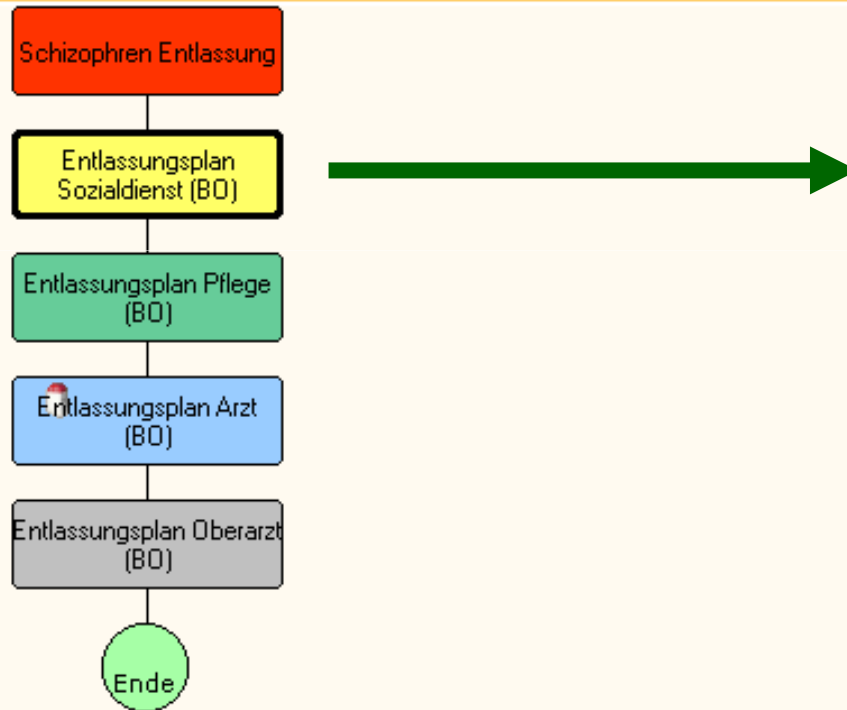 Schizophren Entlassung
Entlassungsplan
Sozialdienst (BO)
Entlassungsplan Pflege
(BO)
Entlassungsplan Arzt
(BO)
Entlassungsplan Oberarzt
(BO)
Ende